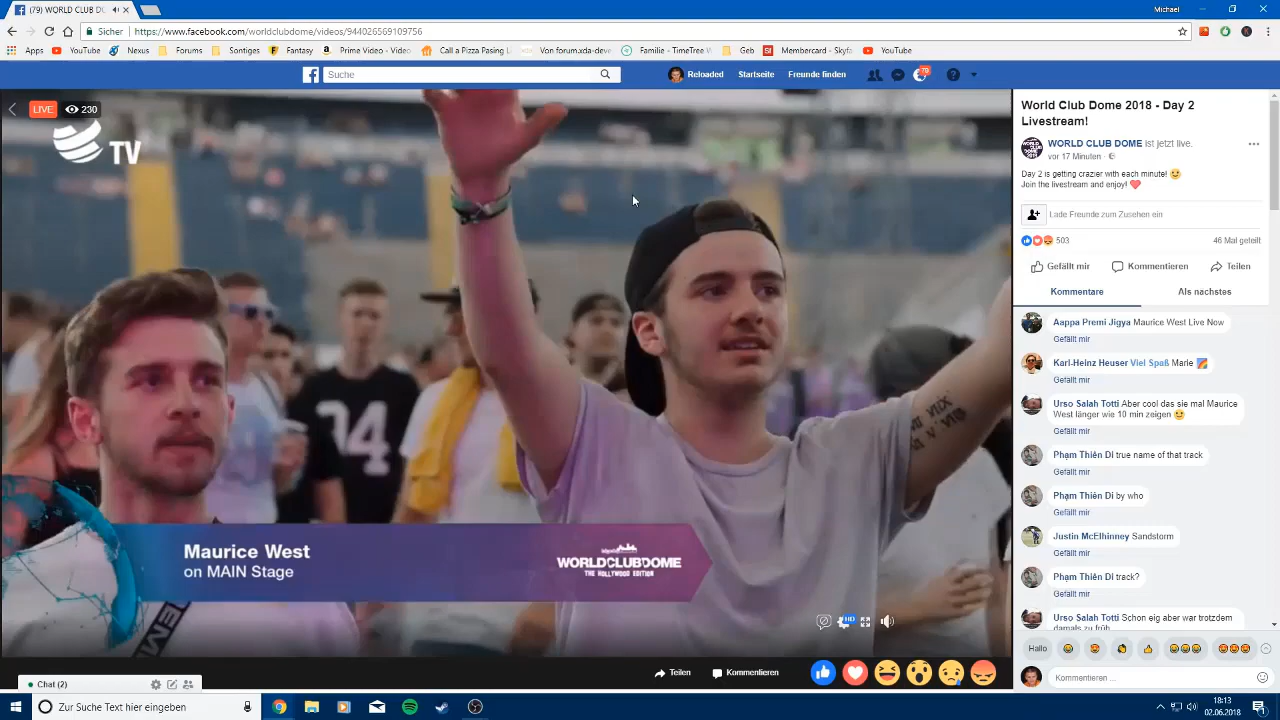 (79) WORLD CLUB DO
Michael
Sicher
https://www.facebook.com/worldclubdome/videos/944026569109756
Apps
YouTube
Nexus
Forums
Sontiges
Fantasy
Amazon
Prime Video
Call a Pizza Pasing L
Von forum.xda-deve
Familie - TimeTree W
Geb
Membercard - Skyfa
YouTube
Suche
Reloaded
Startseite
Freunde finden
79
LIVE
230
TV
34
Maurice West
on MAIN Stage
WORLDCLUBDOME
THE HOLLYWOOD EDITION
HD
Teilen
Kommentieren
Chat (2)
World Club Dome 2018 - Day 2
Livestream!
WORLD CLUB DOME ist jetzt live.
vor 17 Minuten ·
Day 2 is getting crazier with each minute!
Join the livestream and enjoy!
Lade Freunde zum Zusehen ein
503
46 Mal geteilt
Gefällt mir
Kommentieren
Teilen
Kommentare
Als nächstes
Aappa Premi Jigya Maurice West Live Now
Gefällt mir
Karl-Heinz Heuser Viel Spaß Marie
Gefällt mir
Urso Salah Totti Aber cool das sie mal Maurice
West länger wie 10 min zeigen
Gefällt mir
Phạm Thiên Di true name of that track
Gefällt mir
Phạm Thiên Di by who
Gefällt mir
Justin McElhinney Sandstorm
Gefällt mir
Phạm Thiên Di track?
Gefällt mir
Urso Salah Totti Schon eig aber war trotzdem
damals zu früh
Hallo
Kommentieren ...
Zur Suche Text hier eingeben
18:13
02.06.2018